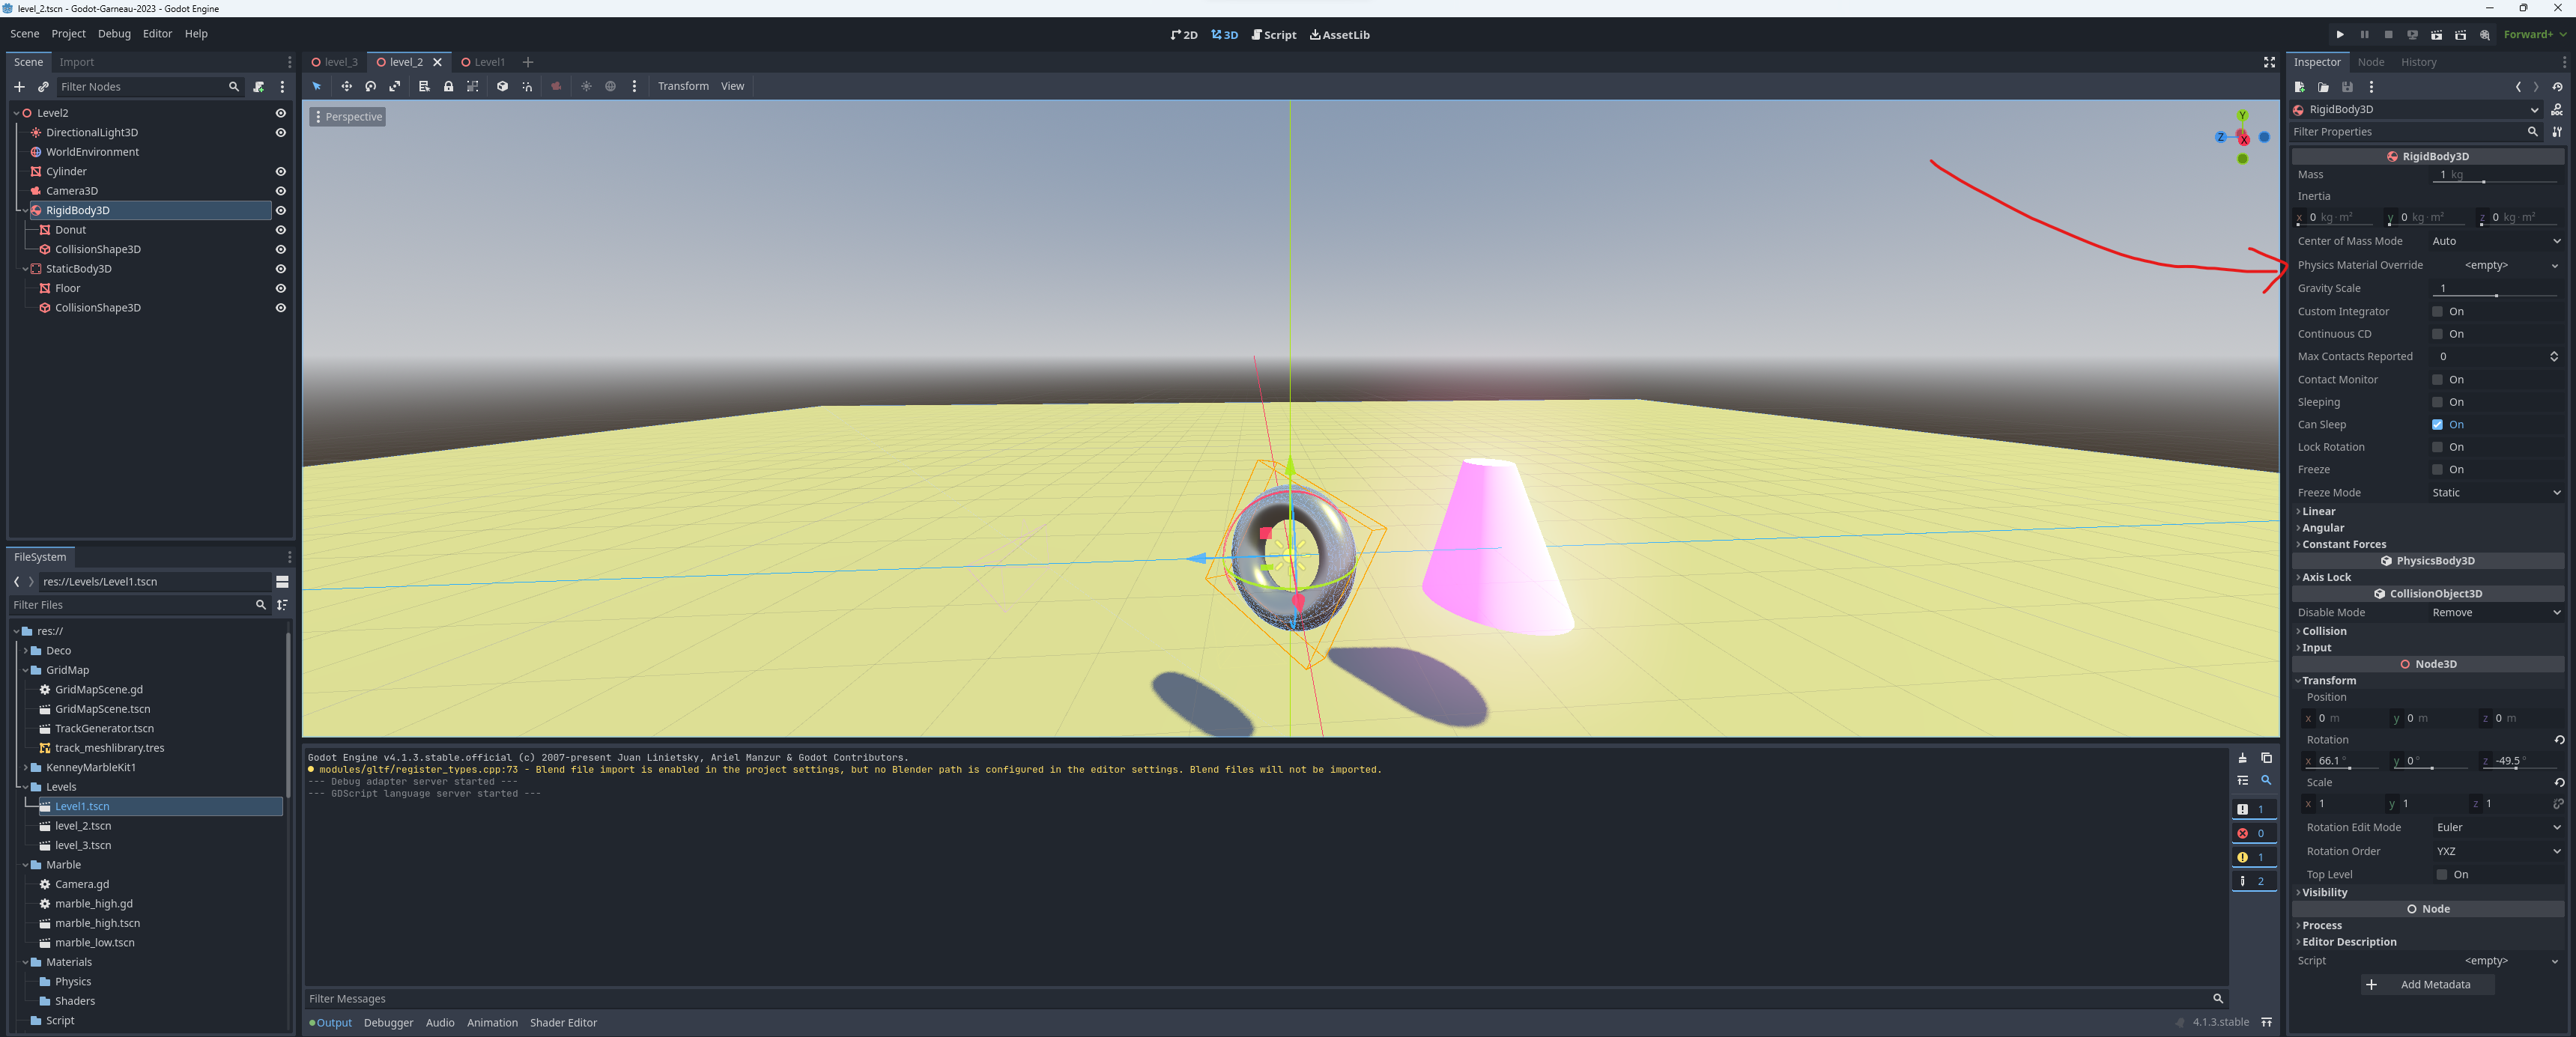 level_2.tscn - Godot-Garneau-2023 - Godot Engine
Scene Project Debug Editor Help
2D 3D Script AssetLib
Forward+
Scene Import
level_3 level_2 Level1
Inspector Node History
Filter Nodes
Transform View
Level2
DirectionalLight3D
WorldEnvironment
Cylinder
Camera3D
RigidBody3D
Donut
CollisionShape3D
StaticBody3D
Floor
CollisionShape3D
FileSystem
res://Levels/Level1.tscn
Filter Files
res://
Deco
GridMap
GridMapScene.gd
GridMapScene.tscn
TrackGenerator.tscn
track_meshlibrary.tres
KenneyMarbleKit1
Levels
Level1.tscn
level_2.tscn
level_3.tscn
Marble
Camera.gd
marble_high.gd
marble_high.tscn
marble_low.tscn
Materials
Physics
Shaders
Script
Perspective
Y
Z
X
Godot Engine v4.1.3.stable.official (c) 2007-present Juan Linietsky, Ariel Manzur & Godot Contributors.
modules/gltf/register_types.cpp:73 - Blend file import is enabled in the project settings, but no Blender path is configured in the editor settings. Blend files will not be imported.
--- Debug adapter server started ---
--- GDScript language server started ---
1
0
1
2
Filter Messages
Output Debugger Audio Animation Shader Editor
4.1.3.stable
RigidBody3D
DOC
Filter Properties
RigidBody3D
Mass 1 kg
Inertia
x 0 kg·m² y 0 kg·m² z 0 kg·m²
Center of Mass Mode Auto
Physics Material Override <empty>
Gravity Scale 1
Custom Integrator On
Continuous CD On
Max Contacts Reported 0
Contact Monitor On
Sleeping On
Can Sleep On
Lock Rotation On
Freeze On
Freeze Mode Static
Linear
Angular
Constant Forces
PhysicsBody3D
Axis Lock
CollisionObject3D
Disable Mode Remove
Collision
Input
Node3D
Transform
Position
x 0 m y 0 m z 0 m
Rotation
x 66.1 ° y 0 ° z -49.5 °
Scale
x 1 y 1 z 1
Rotation Edit Mode Euler
Rotation Order YXZ
Top Level On
Visibility
Node
Process
Editor Description
Script <empty>
Add Metadata